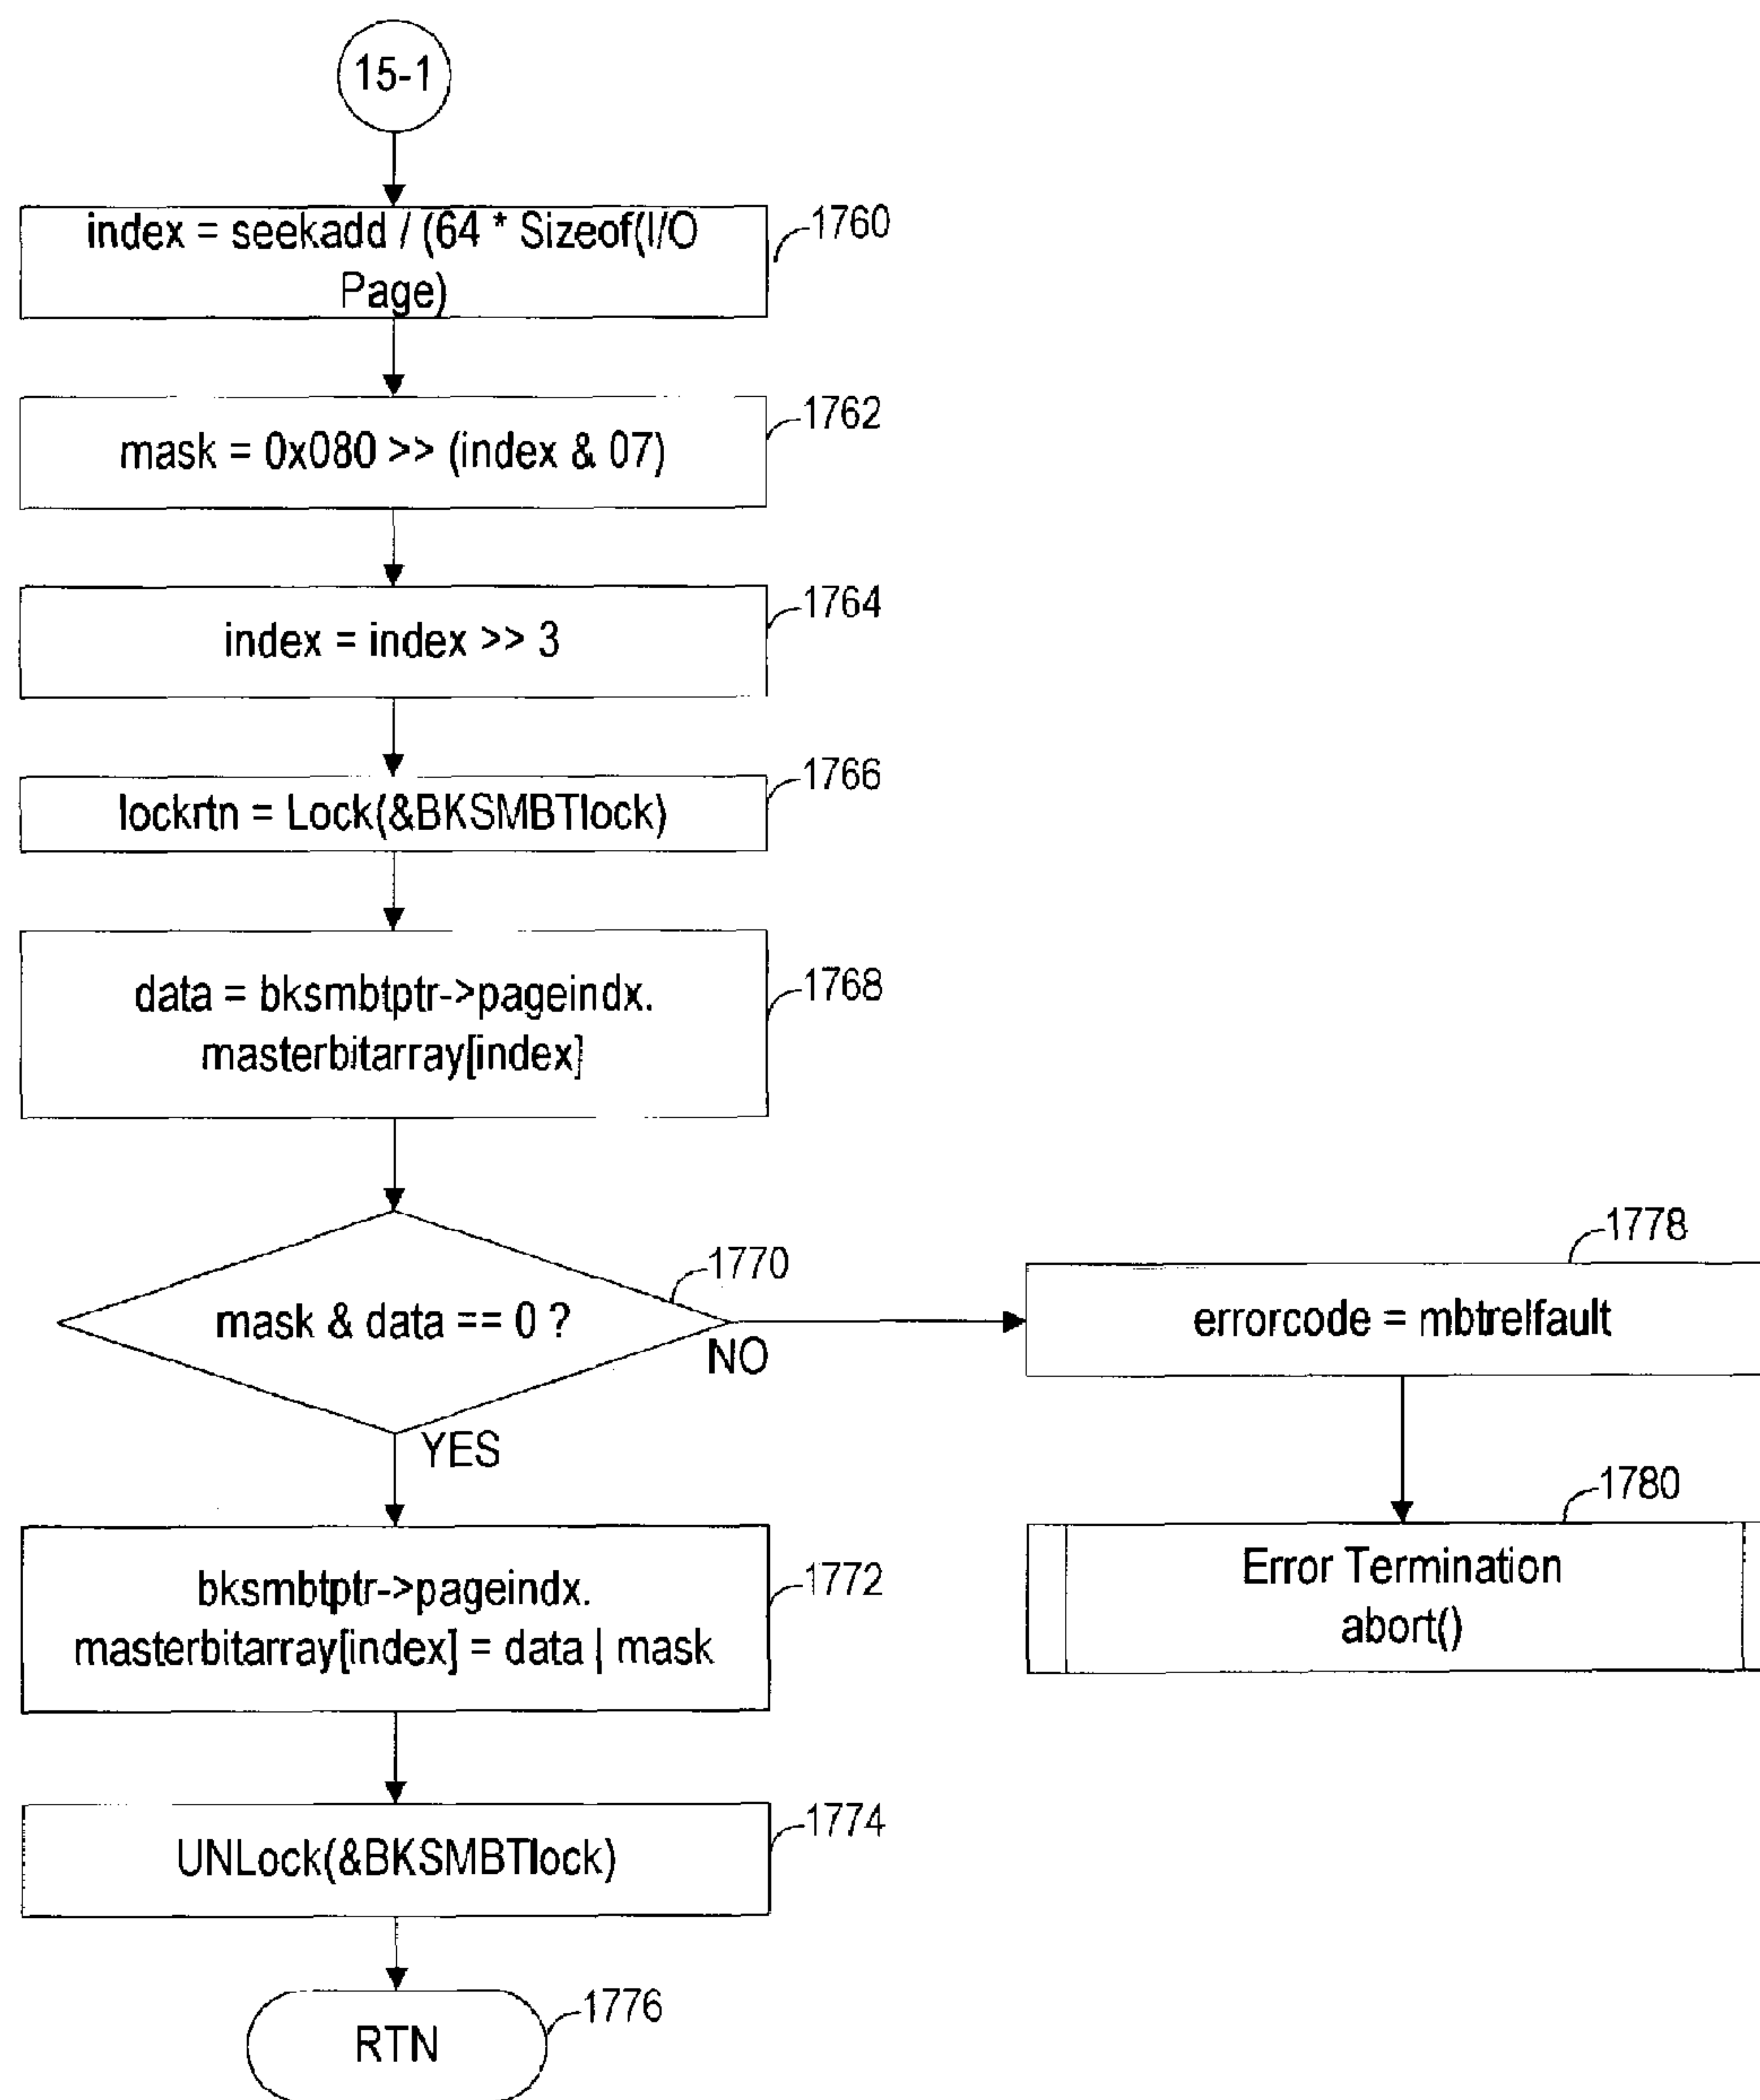 15-1
index = seekadd / (64 * Sizeof(I/O
Page)
1760
mask = 0x080 >> (index & 07)
1762
index = index >> 3
1764
lockrtn = Lock(&BKSMBTlock)
1766
data = bksmbtptr->pageindx.
masterbitarray[index]
1768
mask & data == 0 ?
1770
NO
YES
errorcode = mbtrelfault
1778
Error Termination
abort()
1780
bksmbtptr->pageindx.
masterbitarray[index] = data | mask
1772
UNLock(&BKSMBTlock)
1774
RTN
1776